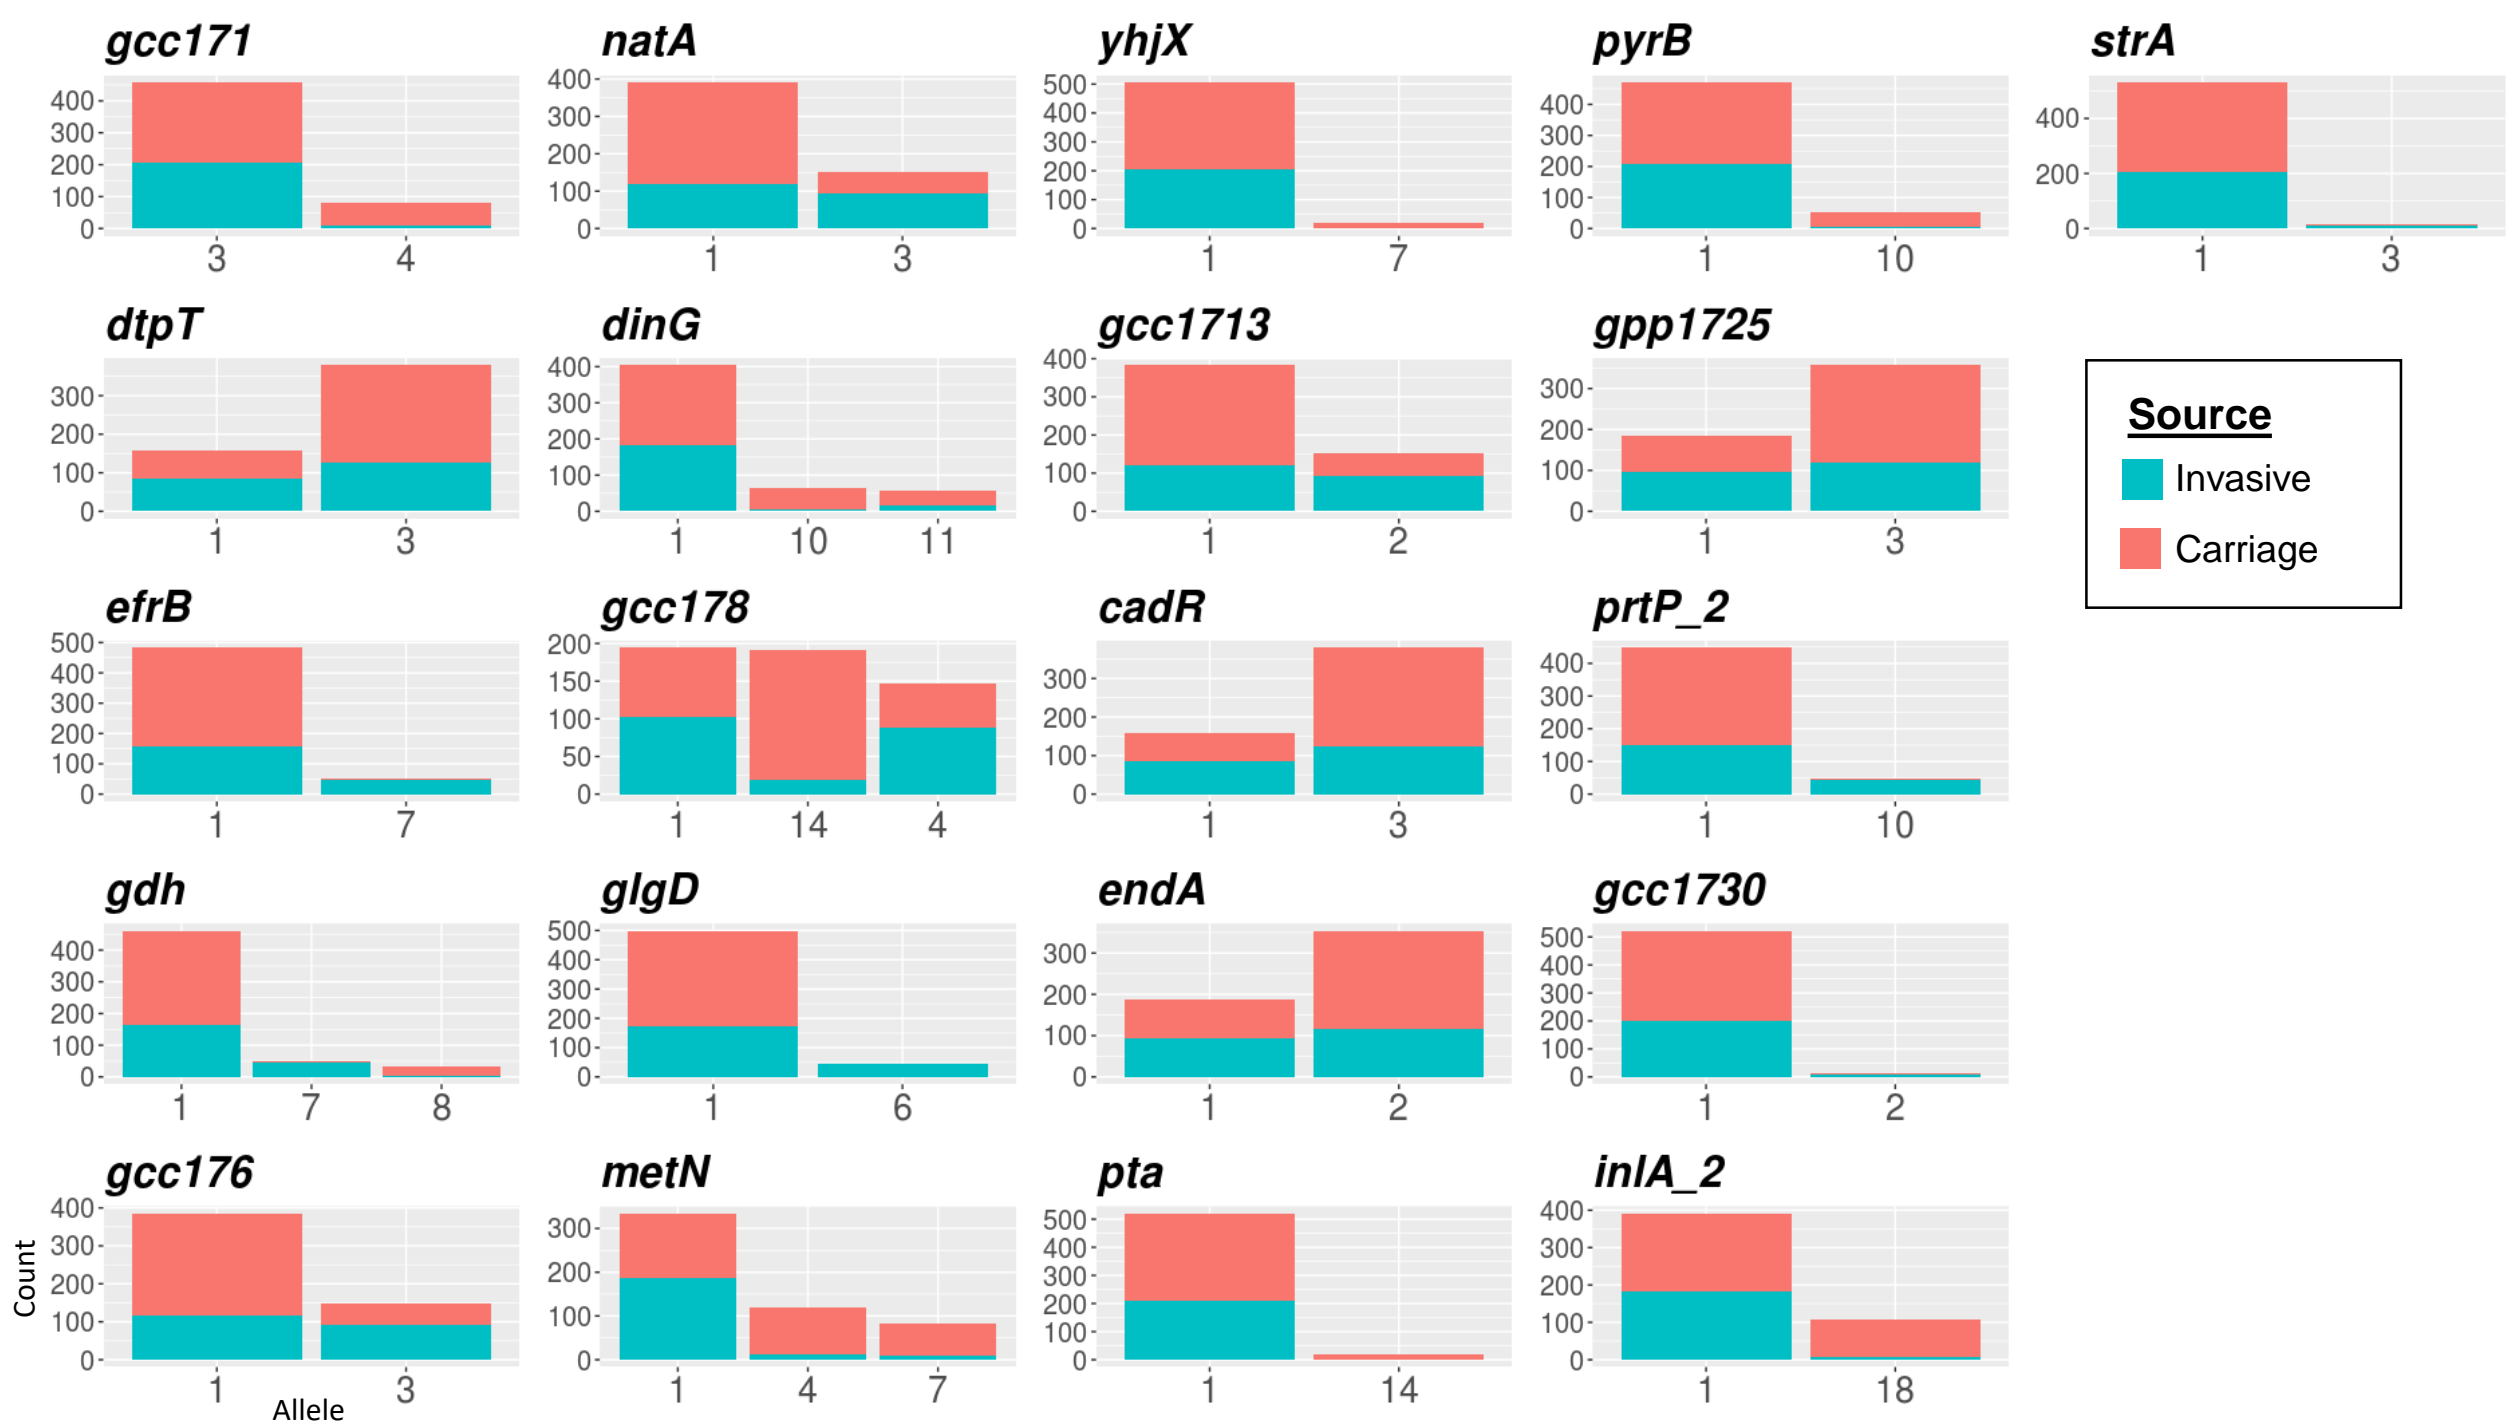 gcc171 natA yhjX pyrB strA
400 300 200 100 0
400 300 200 100 0
500 400 300 200 100 0
400 300 200 100 0
400 200 0
3 4 1 3 1 7 1 10 1 3
dtpT dinG gcc1713 gpp1725
300 200 100 0
400 300 200 100 0
400 300 200 100 0
300 200 100 0
1 3 1 10 11 1 2 1 3
Source
Invasive
Carriage
efrB gcc178 cadR prtP_2
500 400 300 200 100 0
200 150 100 50 0
300 200 100 0
400 300 200 100 0
1 7 1 14 4 1 3 1 10
gdh glgD endA gcc1730
400 300 200 100 0
500 400 300 200 100 0
300 200 100 0
500 400 300 200 100 0
1 7 8 1 6 1 2 1 2
gcc176 metN pta inlA_2
400 300 200 100 0
300 200 100 0
500 400 300 200 100 0
400 300 200 100 0
1 3 1 4 7 1 14 1 18
Count
Allele